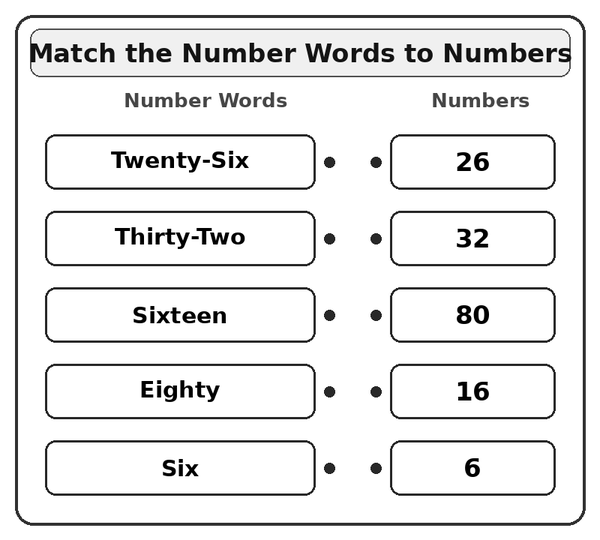 Match the Number Words to Numbers
Number Words Numbers
Twenty-Six 26
Thirty-Two 32
Sixteen 80
Eighty 16
Six 6